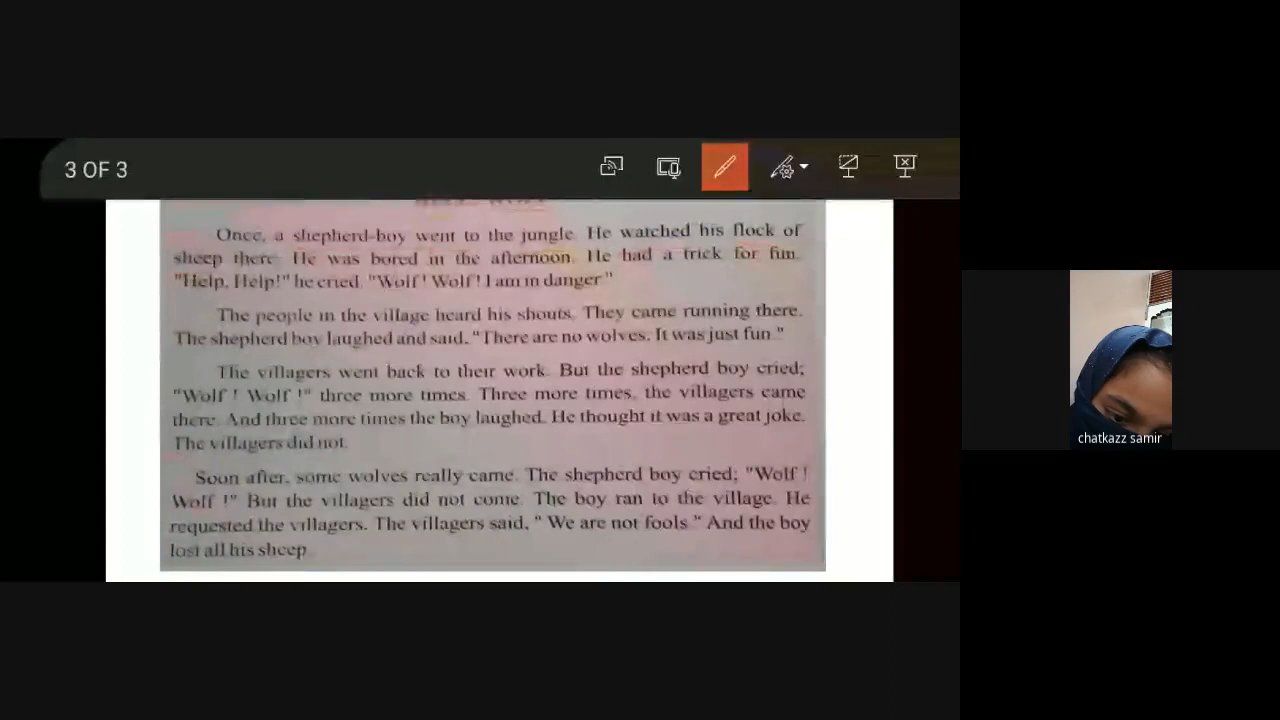 3 OF 3
Once, a shepherd-boy went to the jungle. He watched his flock of
sheep there. He was bored in the afternoon. He had a trick for fun.
"Help, Help!" he cried. "Wolf ! Wolf ! I am in danger"
The people in the village heard his shouts. They came running there.
The shepherd boy laughed and said, "There are no wolves. It was just fun."
The villagers went back to their work. But the shepherd boy cried;
"Wolf ! Wolf !" three more times. Three more times, the villagers came
there. And three more times the boy laughed. He thought it was a great joke.
The villagers did not.
Soon after, some wolves really came. The shepherd boy cried; "Wolf !
Wolf !" But the villagers did not come. The boy ran to the village. He
requested the villagers. The villagers said, " We are not fools." And the boy
lost all his sheep.
chatkazz samir